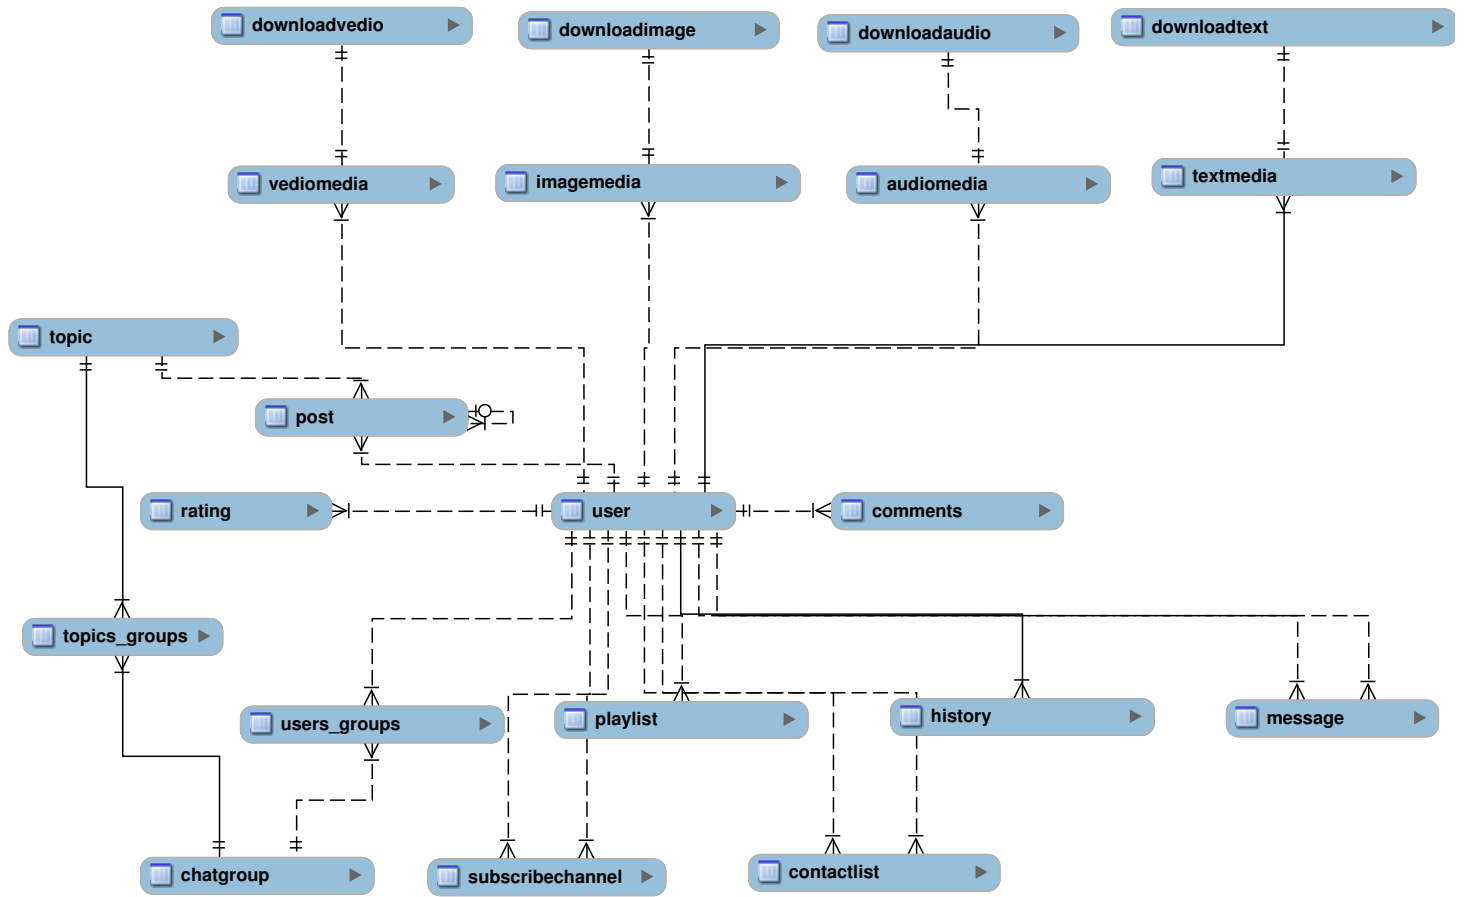 downloadvedio
downloadimage
downloadaudio
downloadtext
vediomedia
imagemedia
audiomedia
textmedia
topic
post
rating
user
comments
topics_groups
users_groups
playlist
history
message
chatgroup
subscribechannel
contactlist